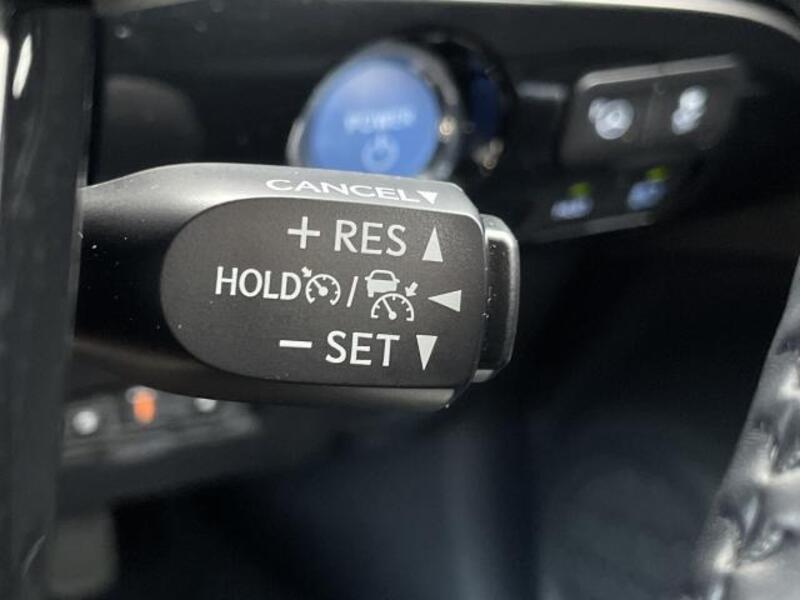 POWER
CANCEL▼
+ RES ▲
HOLD / ◀
− SET ▼